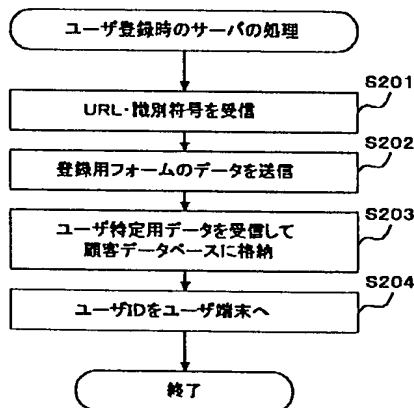 ユーザ登録時のサーバの処理
S201
URL・識別符号を受信
S202
登録用フォームのデータを送信
S203
ユーザ特定用データを受信して
顧客データベースに格納
S204
ユーザIDをユーザ端末へ
終了